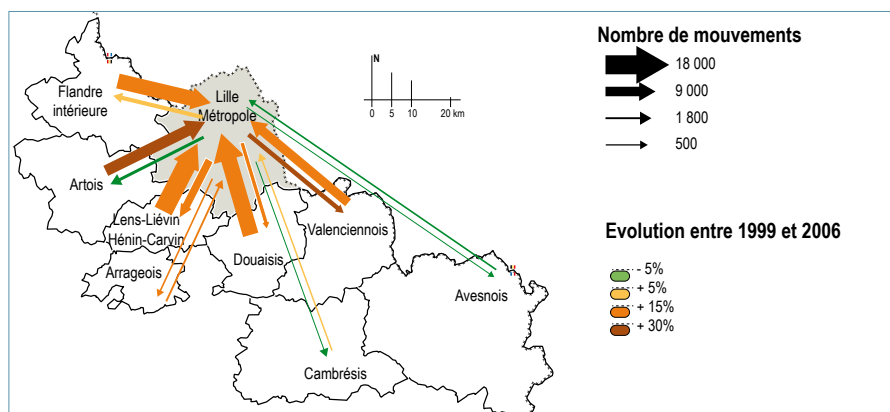 Nombre de mouvements
18 000
9 000
1 800
500
N
0 5 10 20 km
Flandre
intérieure
Lille
Métropole
Artois
Lens-Liévin
Hénin-Carvin
Arrageois
Douaisis
Valenciennois
Avesnois
Cambrésis
Evolution entre 1999 et 2006
- 5%
+ 5%
+ 15%
+ 30%